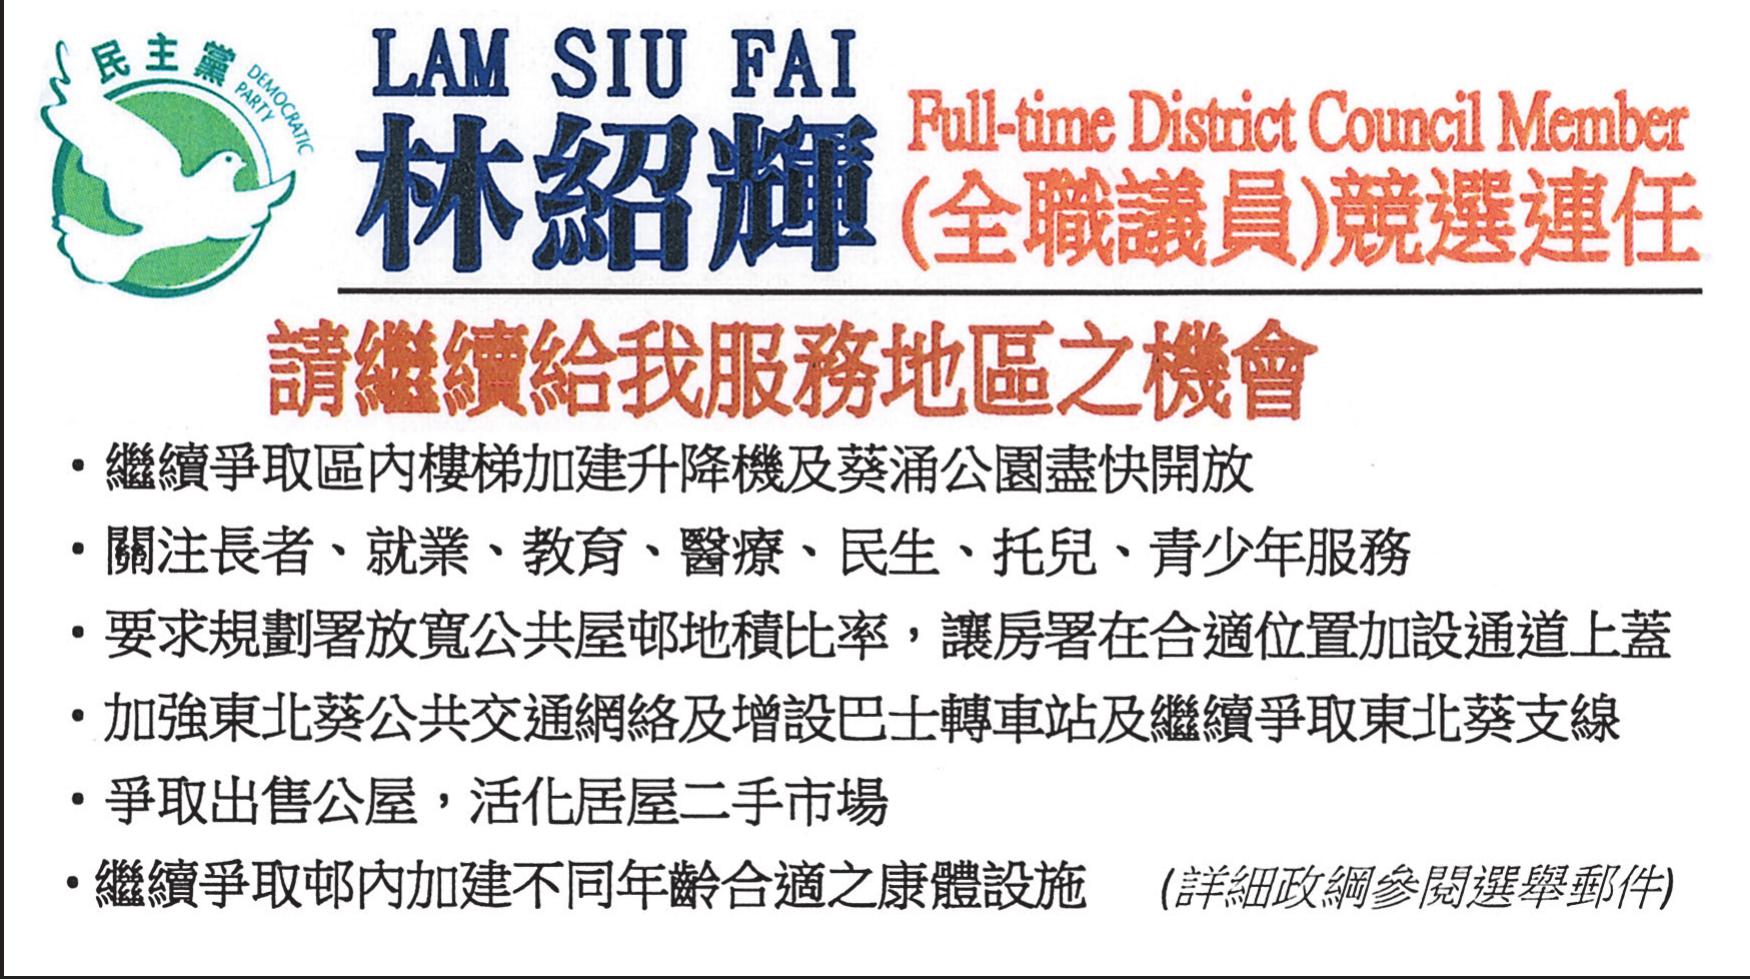 民主黨
DEMOCRATIC
PARTY
LAM SIU FAI
林紹輝
Full-time District Council Member
(全職議員)競選連任
請繼續給我服務地區之機會
・繼續爭取區內樓梯加建升降機及葵涌公園盡快開放
・關注長者、就業、教育、醫療、民生、托兒、青少年服務
・要求規劃署放寬公共屋邨地積比率，讓房署在合適位置加設通道上蓋
・加強東北葵公共交通網絡及增設巴士轉車站及繼續爭取東北葵支線
・爭取出售公屋，活化居屋二手市場
・繼續爭取邨內加建不同年齡合適之康體設施 (詳細政綱參閱選舉郵件)